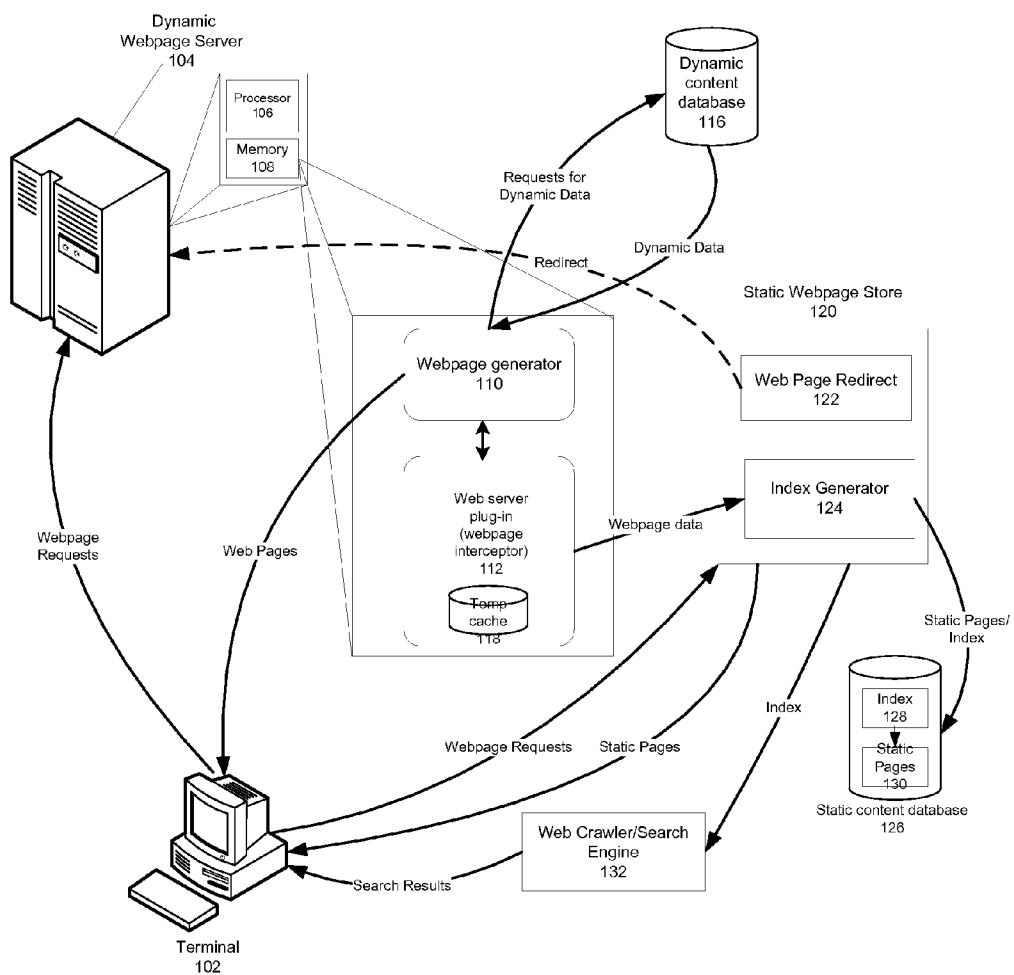 Dynamic
Webpage Server
104
Processor
106
Memory
108
Dynamic
content
database
116
Requests for
Dynamic Data
Dynamic Data
Redirect
Static Webpage Store
120
Webpage generator
110
Web Page Redirect
122
Web server
plug-in
(webpage
interceptor)
112
Temp
cache
118
Webpage data
Index Generator
124
Webpage
Requests
Web Pages
Static Pages/
Index
Index
128
Static
Pages
130
Static content database
126
Index
Webpage Requests
Static Pages
Web Crawler/Search
Engine
132
Search Results
Terminal
102